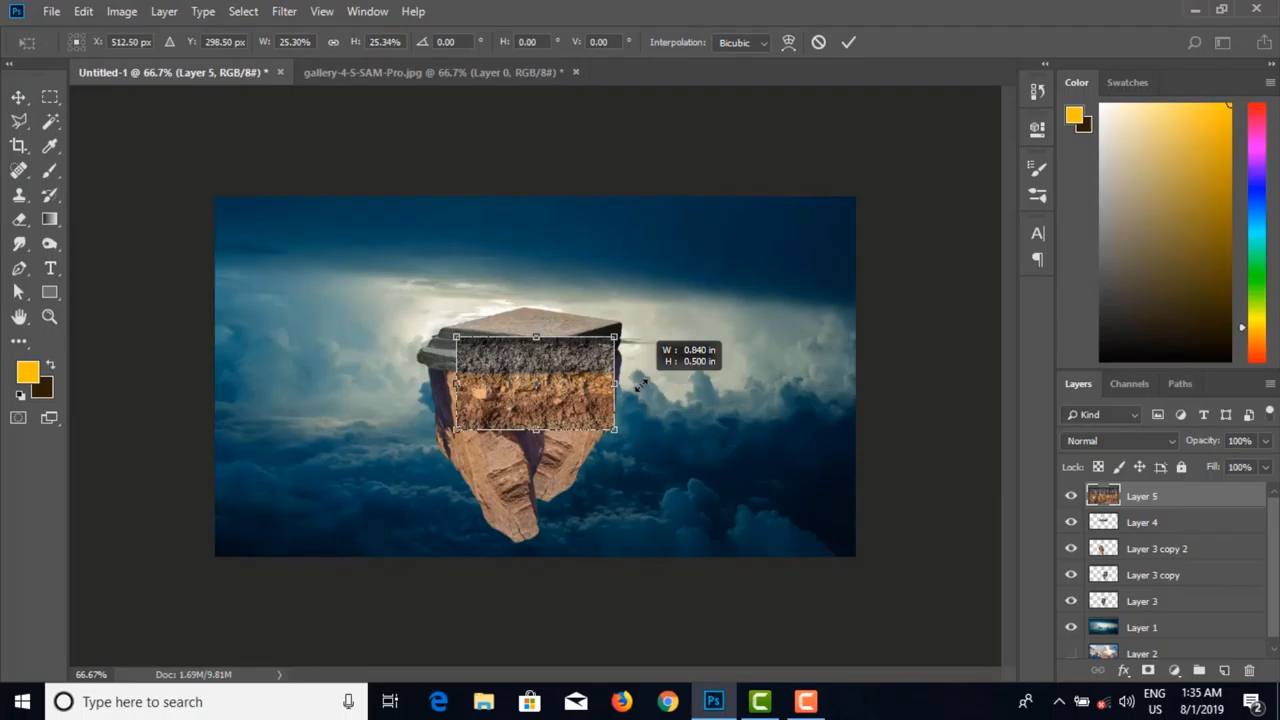 Ps File Edit Image Layer Type Select Filter View Window Help
X: 512.50 px Y: 298.50 px W: 25.30% H: 25.34% 0.00 ° H: 0.00 ° V: 0.00 ° Interpolation: Bicubic
Untitled-1 @ 66.7% (Layer 5, RGB/8#) * × gallery-4-S-SAM-Pro.jpg @ 66.7% (Layer 0, RGB/8#) * ×
Color Swatches
W : 0.840 in
H : 0.500 in
Layers Channels Paths
Kind
Normal Opacity: 100%
Lock: Fill: 100%
Layer 5
Layer 4
Layer 3 copy 2
Layer 3 copy
Layer 3
Layer 1
Layer 2
66.67% Doc: 1.69M/9.81M
Type here to search
ENG
US
1:35 AM
8/1/2019
2